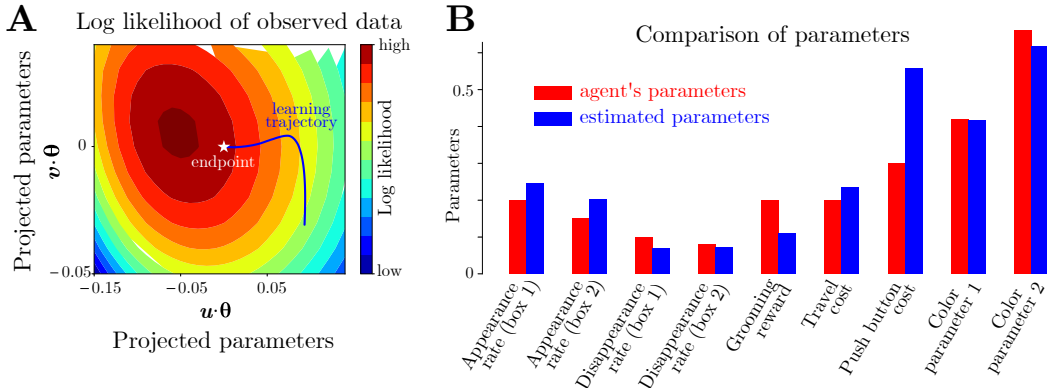 A
Log likelihood of observed data
high
low
Log likelihood
Projected parameters
v·θ
0
−0.05
−0.15
−0.05
0.05
u·θ
Projected parameters
learning
trajectory
endpoint
B
Comparison of parameters
agent's parameters
estimated parameters
Parameters
0.5
0
Appearance
rate (box 1)
Appearance
rate (box 2)
Disappearance
rate (box 1)
Disappearance
rate (box 2)
Grooming
reward
Travel
cost
Push button
cost
Color
parameter 1
Color
parameter 2